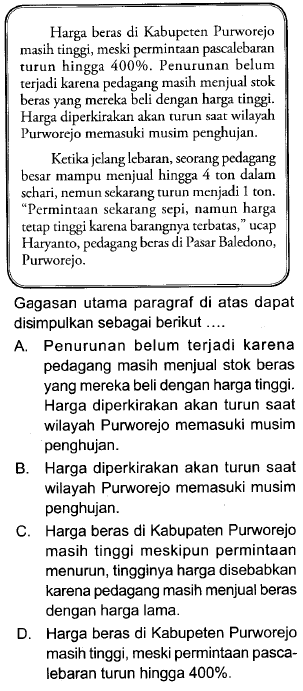 Harga beras di Kabupeten Purworejo
masih tinggi, meski permintaan pascalebaran
turun hingga 400%. Penurunan belum
terjadi karena pedagang masih menjual stok
beras yang mereka beli dengan harga tinggi.
Harga diperkirakan akan turun saat wilayah
Purworejo memasuki musim penghujan.
Ketika jelang lebaran, seorang pedagang
besar mampu menjual hingga 4 ton dalam
sehari, nemun sekarang turun menjadi 1 ton.
“Permintaan sekarang sepi, namun harga
tetap tinggi karena barangnya terbatas,” ucap
Haryanto, pedagang beras di Pasar Baledono,
Purworejo.
Gagasan utama paragraf di atas dapat
disimpulkan sebagai berikut ....
A. Penurunan belum terjadi karena
pedagang masih menjual stok beras
yang mereka beli dengan harga tinggi.
Harga diperkirakan akan turun saat
wilayah Purworejo memasuki musim
penghujan.
B. Harga diperkirakan akan turun saat
wilayah Purworejo memasuki musim
penghujan.
C. Harga beras di Kabupaten Purworejo
masih tinggi meskipun permintaan
menurun, tingginya harga disebabkan
karena pedagang masih menjual beras
dengan harga lama.
D. Harga beras di Kabupeten Purworejo
masih tinggi, meski permintaan pasca-
lebaran turun hingga 400%.